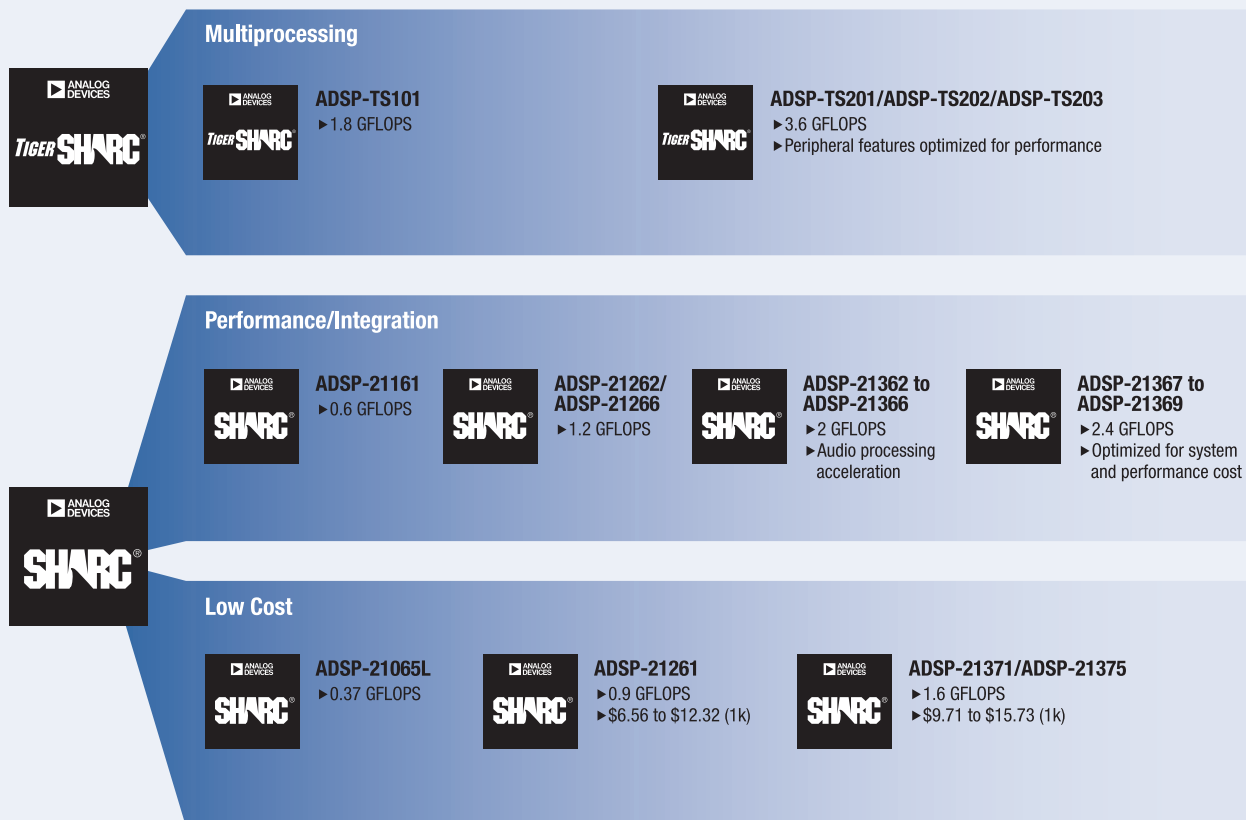 Multiprocessing
ANALOG
DEVICES
TIGER SHARC®
ANALOG
DEVICES
TIGER SHARC®
ADSP-TS101
▶1.8 GFLOPS
ANALOG
DEVICES
TIGER SHARC®
ADSP-TS201/ADSP-TS202/ADSP-TS203
▶3.6 GFLOPS
▶Peripheral features optimized for performance
Performance/Integration
ANALOG
DEVICES
SHARC®
ADSP-21161
▶0.6 GFLOPS
ANALOG
DEVICES
SHARC®
ADSP-21262/
ADSP-21266
▶1.2 GFLOPS
ANALOG
DEVICES
SHARC®
ADSP-21362 to
ADSP-21366
▶2 GFLOPS
▶Audio processing
acceleration
ANALOG
DEVICES
SHARC®
ADSP-21367 to
ADSP-21369
▶2.4 GFLOPS
▶Optimized for system
and performance cost
ANALOG
DEVICES
SHARC®
Low Cost
ANALOG
DEVICES
SHARC®
ADSP-21065L
▶0.37 GFLOPS
ANALOG
DEVICES
SHARC®
ADSP-21261
▶0.9 GFLOPS
▶$6.56 to $12.32 (1k)
ANALOG
DEVICES
SHARC®
ADSP-21371/ADSP-21375
▶1.6 GFLOPS
▶$9.71 to $15.73 (1k)